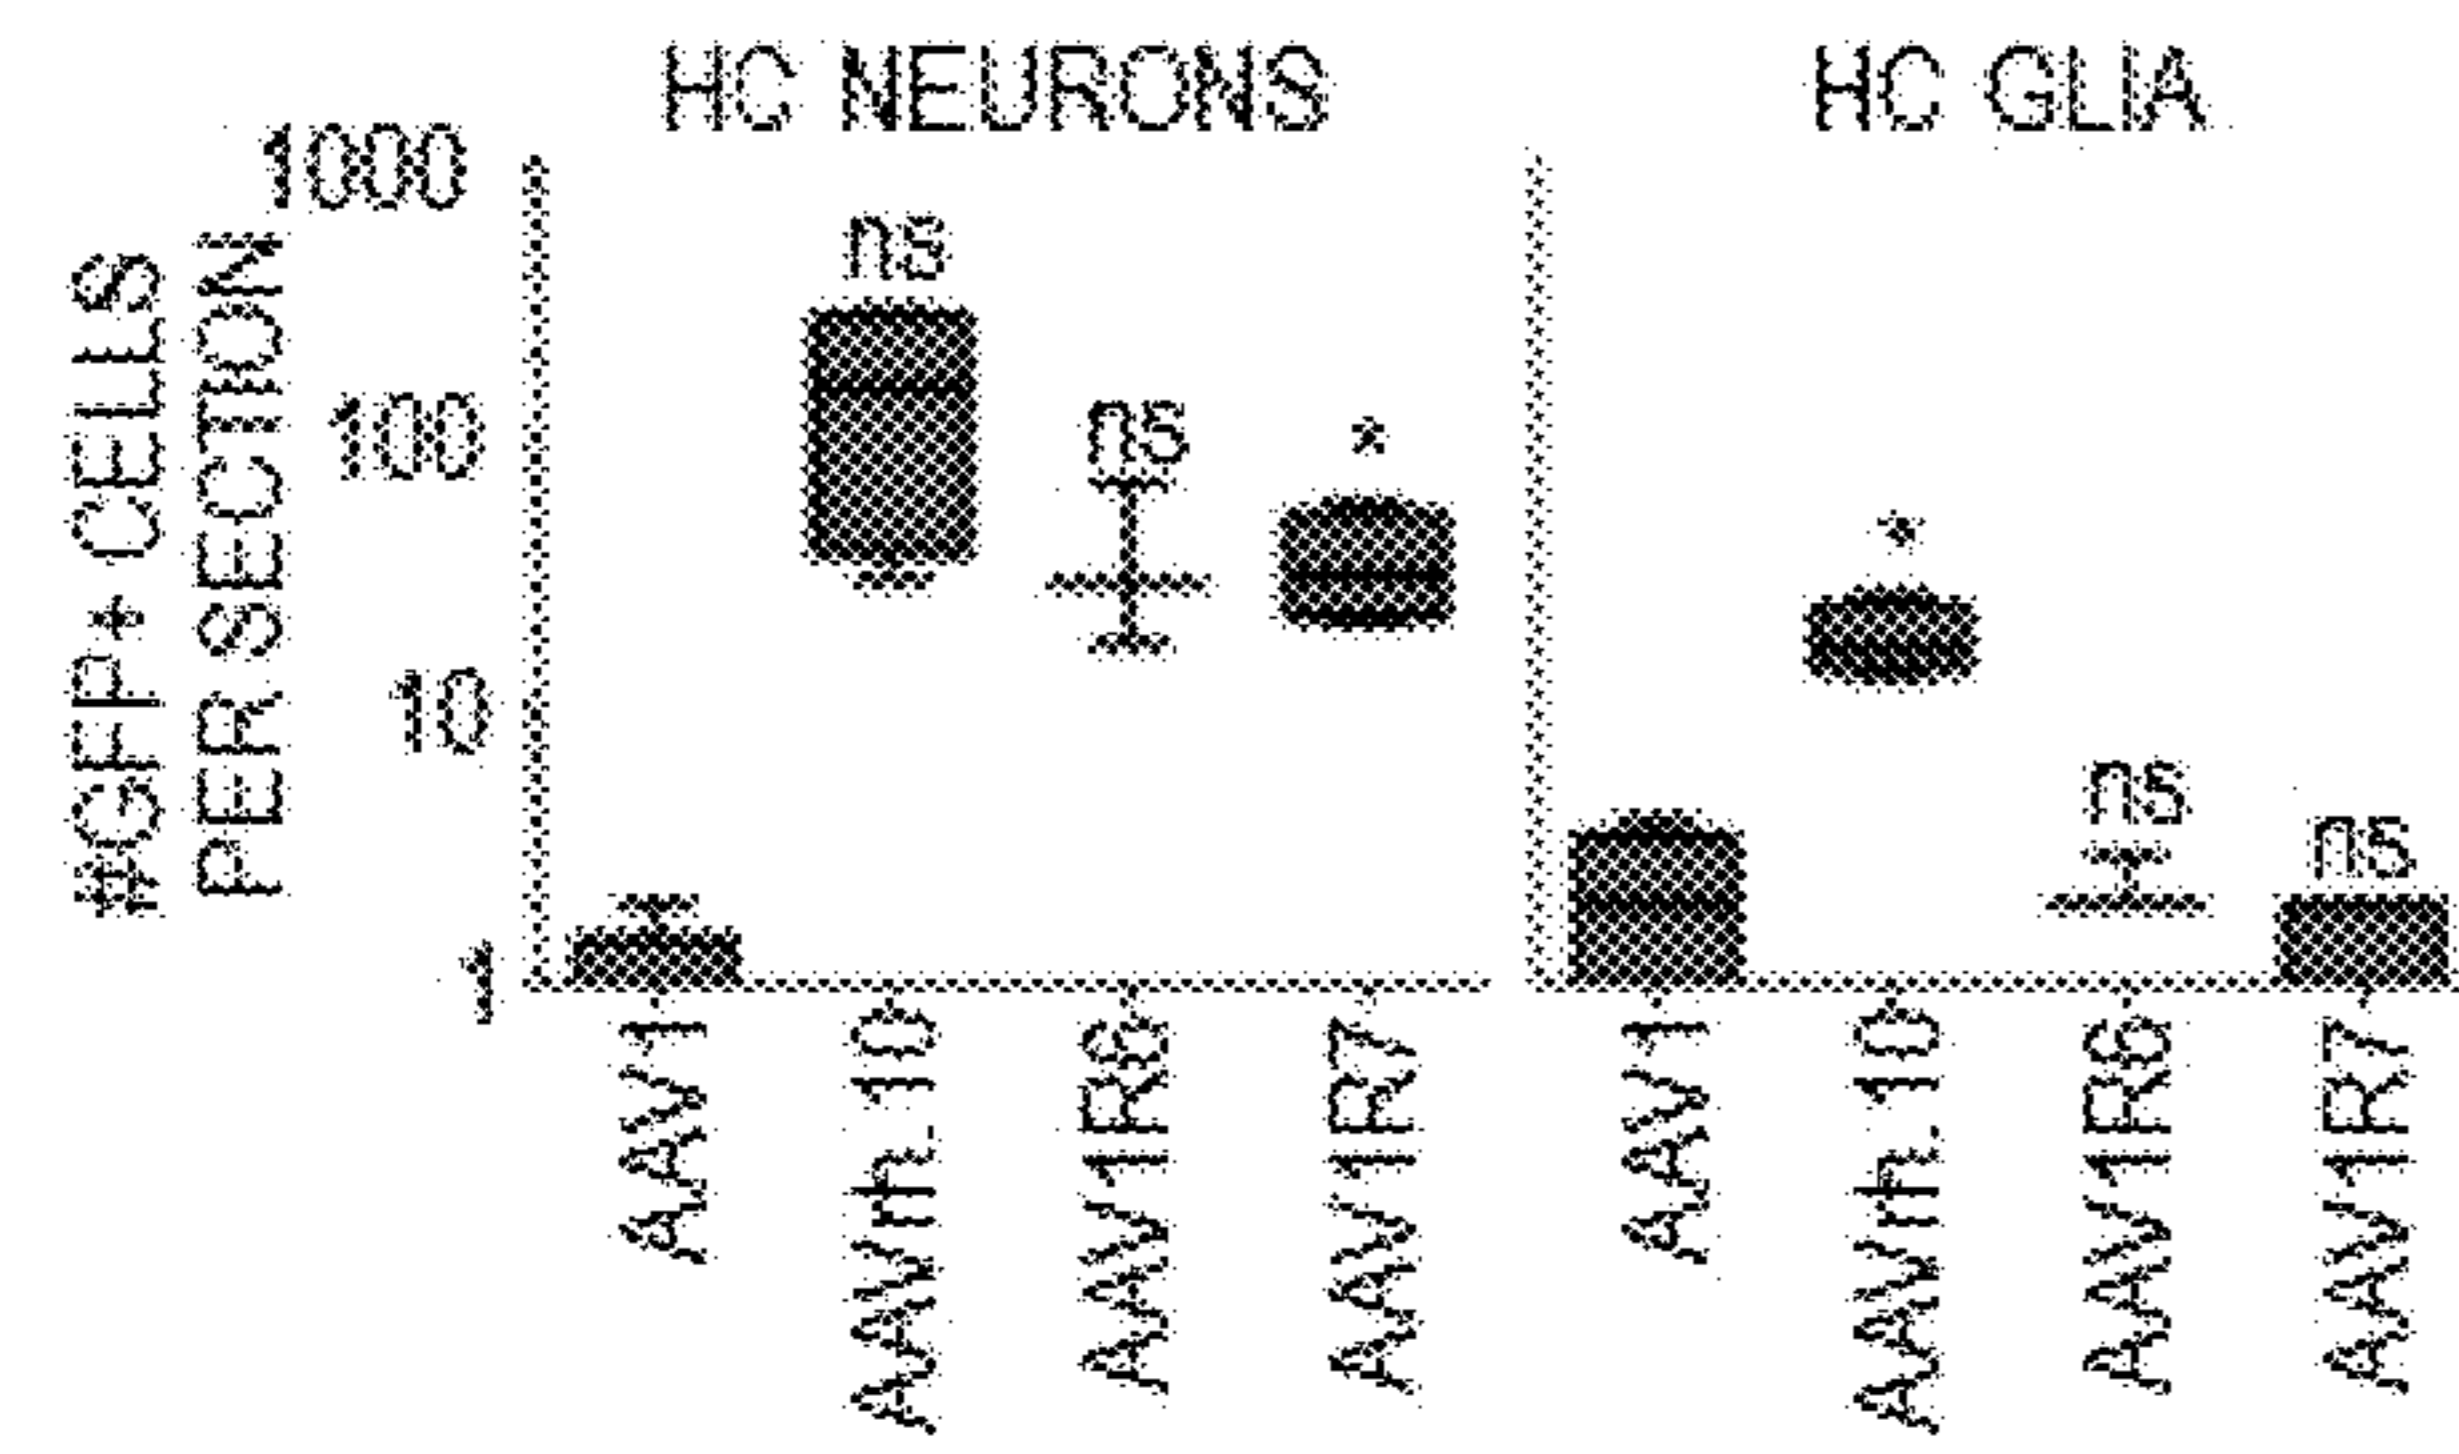 HC NEURONS
HC GLIA
#GFP+ CELLS
PER SECTION
1000
100
10
1
ns
ns
*
*
ns
ns
AAV1
AAVrh.10
AAV1R6
AAV1R7
AAV1
AAVrh.10
AAV1R6
AAV1R7